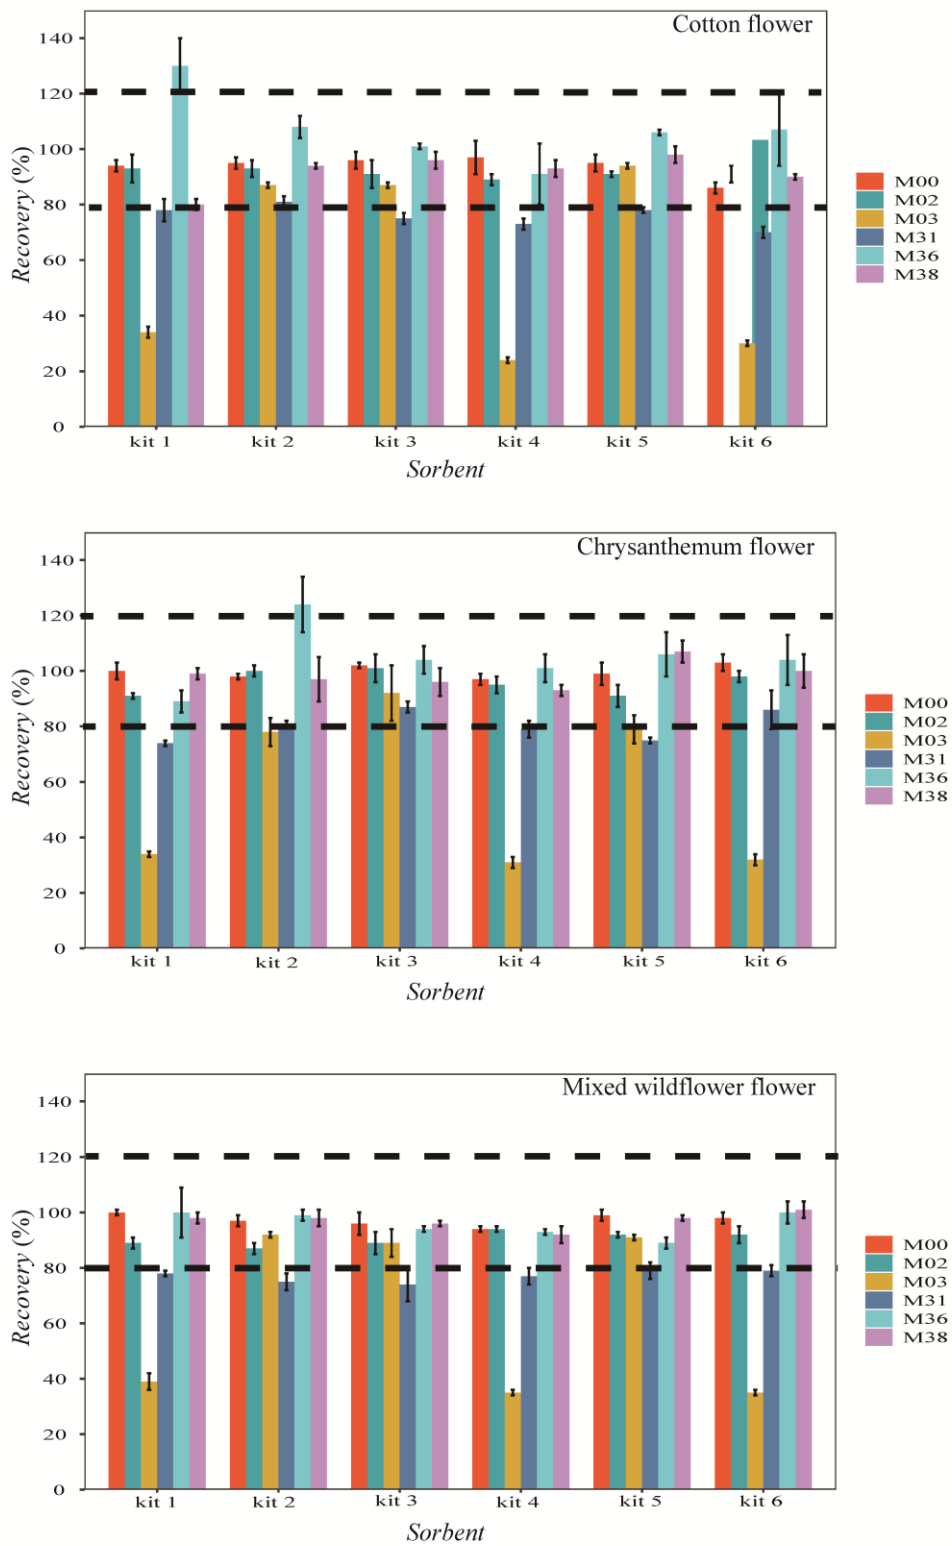 Cotton flower
140
120
100
80
60
40
20
0
Recovery (%)
kit 1 kit 2 kit 3 kit 4 kit 5 kit 6
Sorbent
M00
M02
M03
M31
M36
M38
Chrysanthemum flower
140
120
100
80
60
40
20
0
Recovery (%)
kit 1 kit 2 kit 3 kit 4 kit 5 kit 6
Sorbent
M00
M02
M03
M31
M36
M38
Mixed wildflower flower
140
120
100
80
60
40
20
0
Recovery (%)
kit 1 kit 2 kit 3 kit 4 kit 5 kit 6
Sorbent
M00
M02
M03
M31
M36
M38